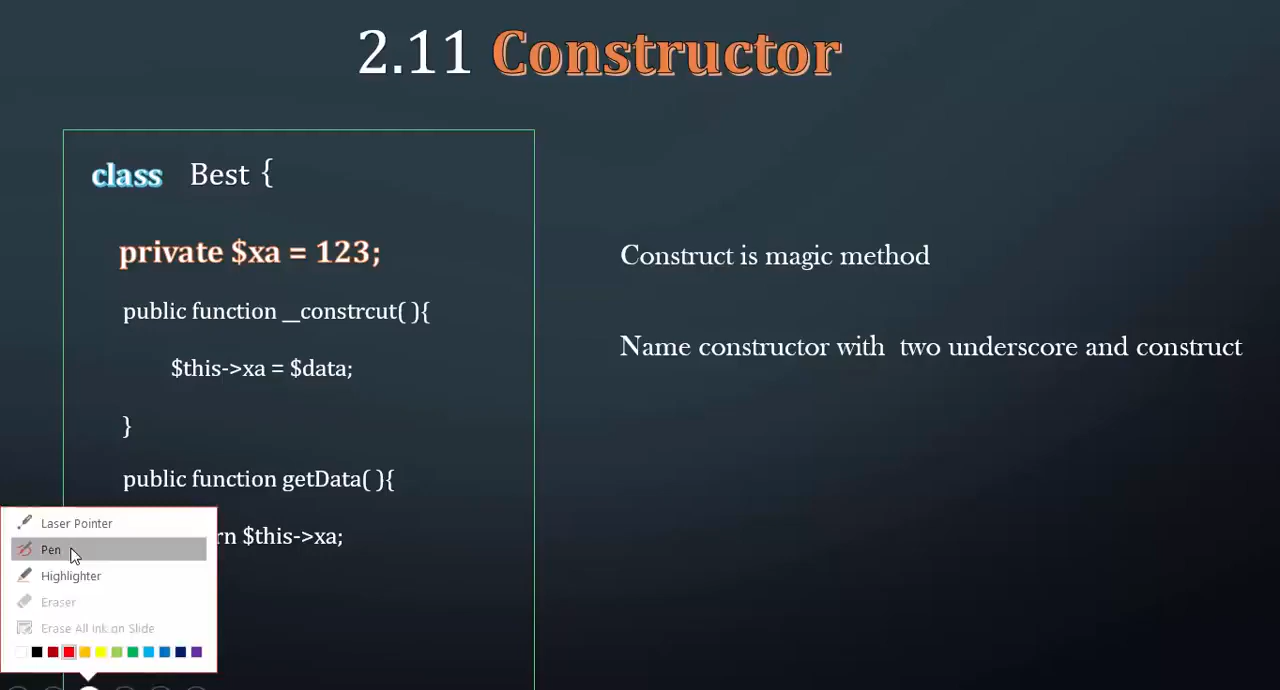 2.11 Constructor
class Best {
private $xa = 123;
public function __constrcut( ){
$this->xa = $data;
}
public function getData( ){
$this->xa;
Construct is magic method
Name constructor with two underscore and construct
Laser Pointer
Pen
Highlighter
Eraser
Erase All Ink on Slide